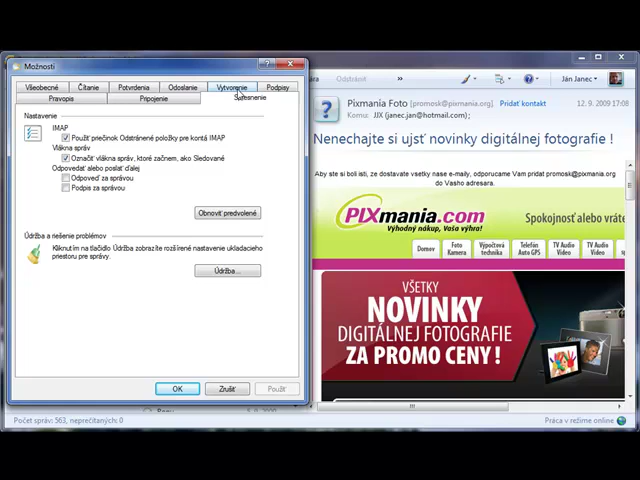 Možnosti
Všeobecné
Čítanie
Potvrdenia
Odoslanie
Vytvorenie
Podpisy
Pravopis
Pripojenie
Nastavenie
IMAP
Použiť priečinok Odstránené položky pre kontá IMAP
Vlákna správ
Označiť vlákna správ, ktoré začnem, ako Sledované
Odpovedať alebo poslať ďalej
Odpoveď za správou
Podpis za správou
Obnoviť predvolené
Údržba a riešenie problémov
Kliknutím na tlačidlo Údržba zobrazíte rozšírené nastavenie ukladacieho
priestoru pre správy.
Údržba...
OK
Zrušiť
Použiť
Počet správ: 563, neprečítaných: 0
Odstrániť
»
Ján Janec
Pixmania Foto [promosk@pixmania.org] Pridať kontakt
12. 9. 2009 17:08
Komu: JJX (janec.jan@hotmail.com);
Nenechajte si ujsť novinky digitálnej fotografie !
Aby ste si boli isti, ze dostavate vsetky nase e-maily, odporucame Vam pridat promosk@pixmania.org
do Vasho adresara.
PIXmania.com
Výhodný nákup, Vaša výhra!
Spokojnosť alebo vráte
Domov
Foto
Kamera
Výpočtová
technika
Telefón
Auto GPS
TV Audio
Video
TV Audio
Video
VŠETKY
NOVINKY
DIGITÁLNEJ FOTOGRAFIE
ZA PROMO CENY !
Práca v režime online